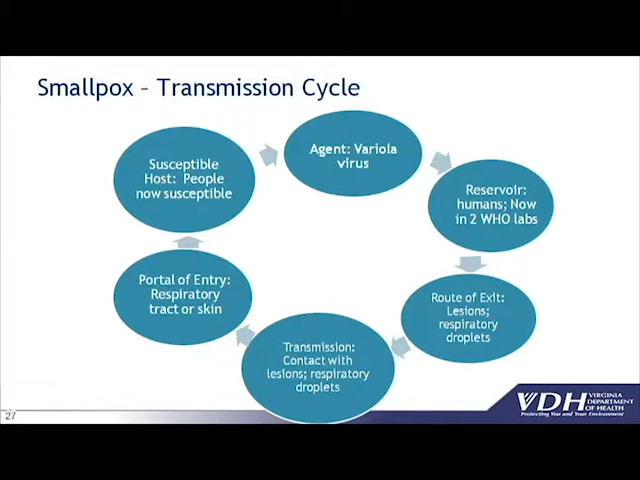 Smallpox – Transmission Cycle
Agent: Variola
virus
Reservoir:
humans; Now
in 2 WHO labs
Route of Exit:
Lesions;
respiratory
droplets
Transmission:
Contact with
lesions; respiratory
droplets
Portal of Entry:
Respiratory
tract or skin
Susceptible
Host: People
now susceptible
27
VDH VIRGINIA
DEPARTMENT
OF HEALTH
Protecting You and Your Environment